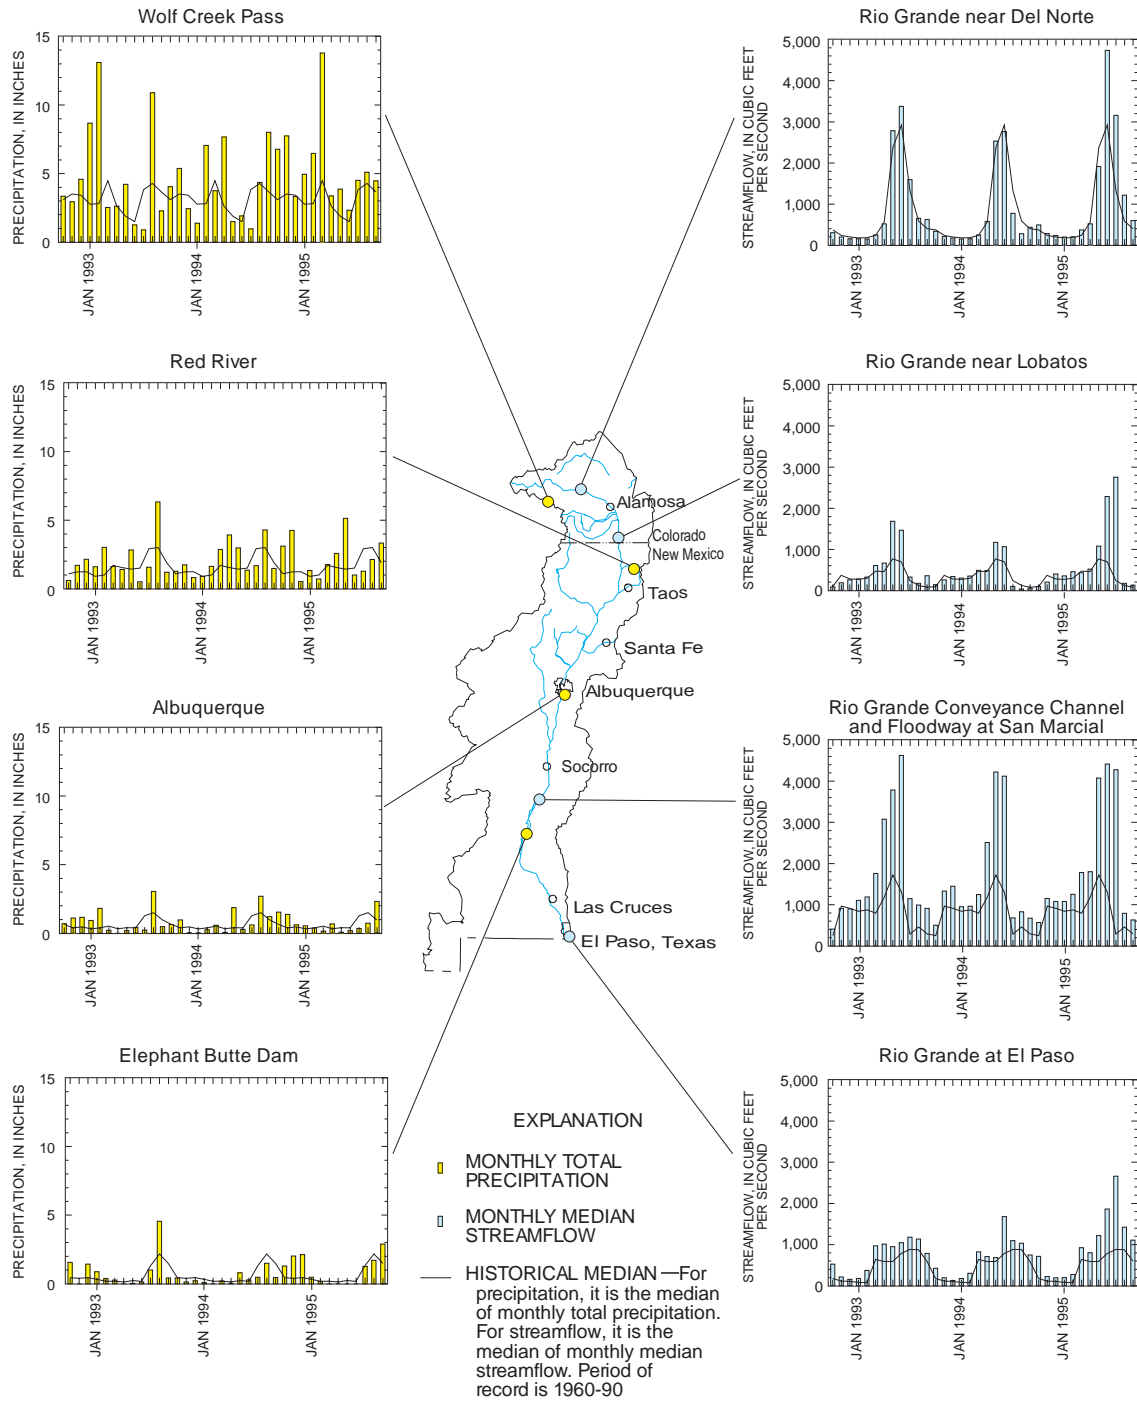 Wolf Creek Pass
PRECIPITATION, IN INCHES
15
10
5
0
JAN 1993
JAN 1994
JAN 1995
Red River
PRECIPITATION, IN INCHES
15
10
5
0
JAN 1993
JAN 1994
JAN 1995
Albuquerque
PRECIPITATION, IN INCHES
15
10
5
0
JAN 1993
JAN 1994
JAN 1995
Elephant Butte Dam
PRECIPITATION, IN INCHES
15
10
5
0
JAN 1993
JAN 1994
JAN 1995
Alamosa
Colorado
New Mexico
Taos
Santa Fe
Albuquerque
Socorro
Las Cruces
El Paso, Texas
EXPLANATION
MONTHLY TOTAL
PRECIPITATION
MONTHLY MEDIAN
STREAMFLOW
HISTORICAL MEDIAN—For
precipitation, it is the median
of monthly total precipitation.
For streamflow, it is the
median of monthly median
streamflow. Period of
record is 1960-90
Rio Grande near Del Norte
STREAMFLOW, IN CUBIC FEET
PER SECOND
5,000
4,000
3,000
2,000
1,000
0
JAN 1993
JAN 1994
JAN 1995
Rio Grande near Lobatos
STREAMFLOW, IN CUBIC FEET
PER SECOND
5,000
4,000
3,000
2,000
1,000
0
JAN 1993
JAN 1994
JAN 1995
Rio Grande Conveyance Channel
and Floodway at San Marcial
STREAMFLOW, IN CUBIC FEET
PER SECOND
5,000
4,000
3,000
2,000
1,000
0
JAN 1993
JAN 1994
JAN 1995
Rio Grande at El Paso
STREAMFLOW, IN CUBIC FEET
PER SECOND
5,000
4,000
3,000
2,000
1,000
0
JAN 1993
JAN 1994
JAN 1995